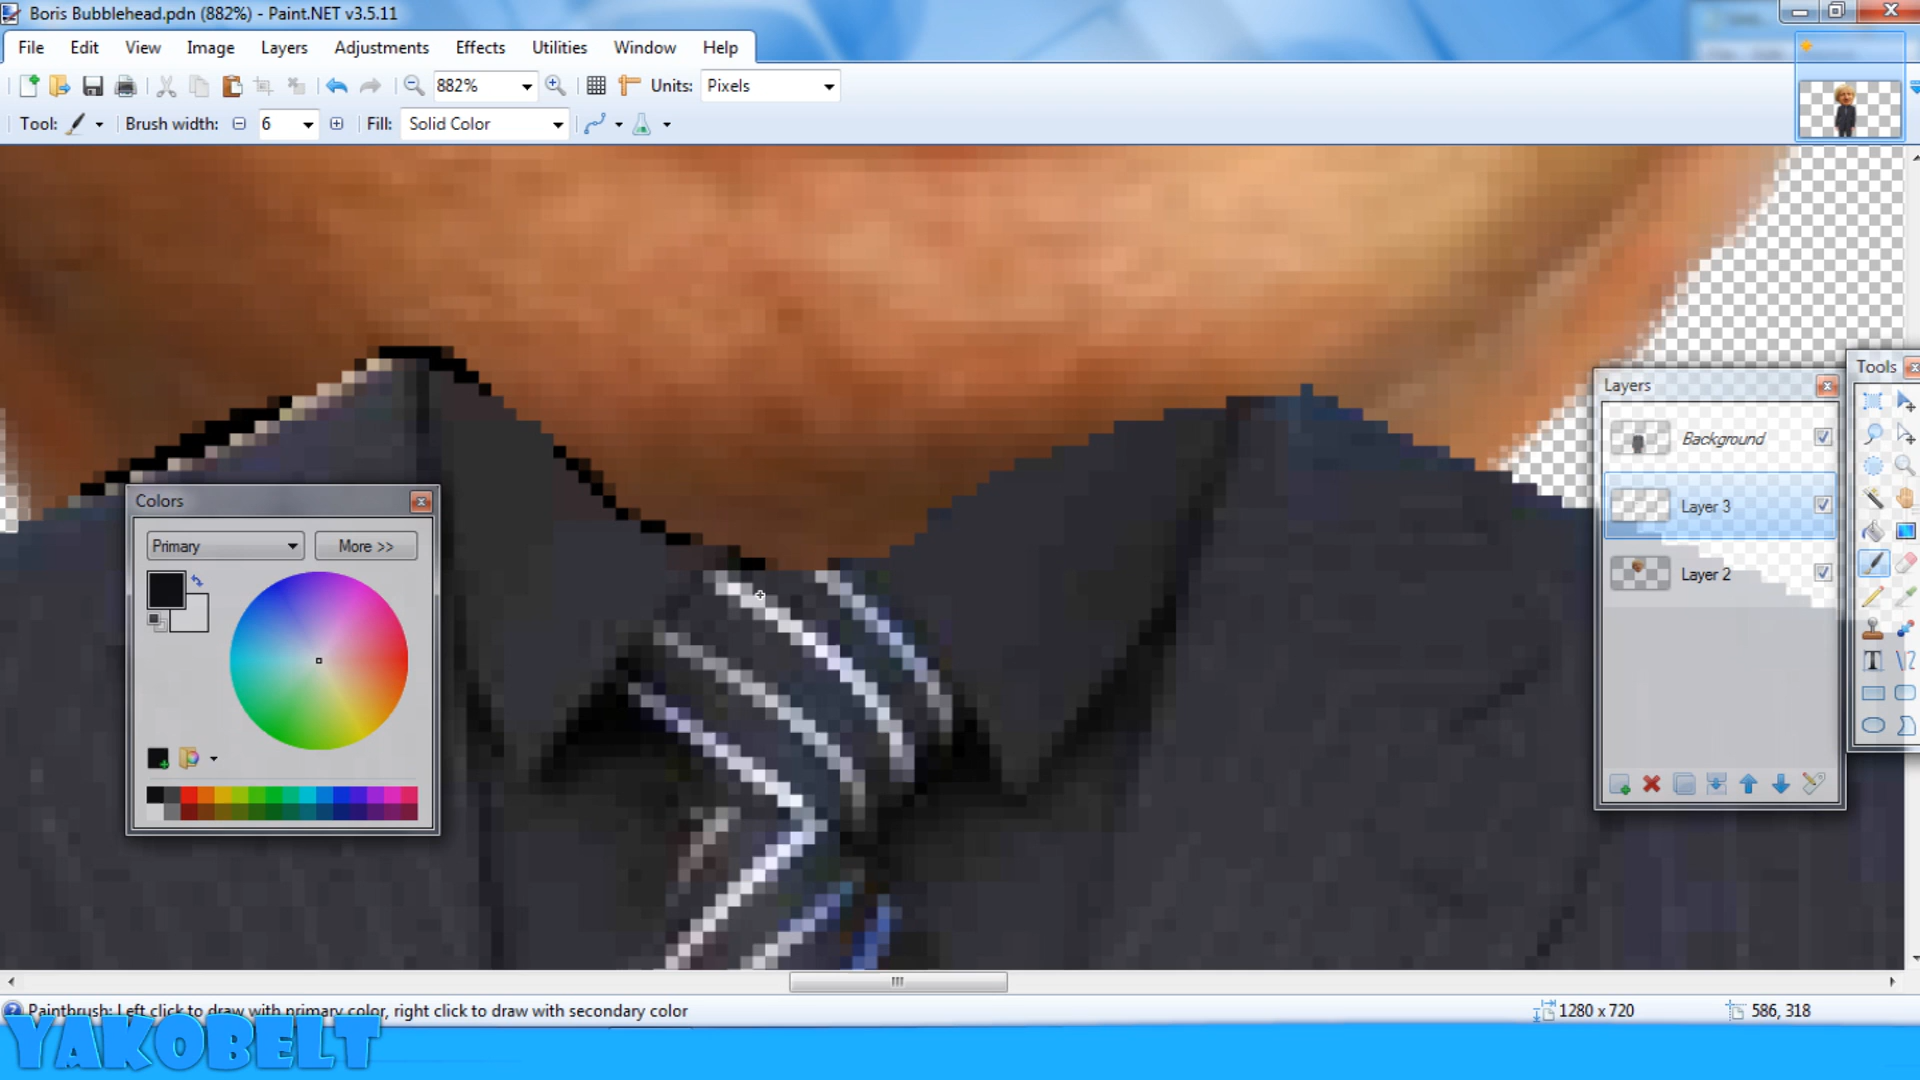 Boris Bubblehead.pdn (882%) - Paint.NET v3.5.11
File Edit View Image Layers Adjustments Effects Utilities Window Help
882% Units: Pixels
Tool: Brush width: 6 Fill: Solid Color
Layers
Tools
Background
Layer 3
Layer 2
Colors
Primary More >>
Paintbrush: Left click to draw with primary color, right click to draw with secondary color
1280 x 720
586, 318
YAKOBELT